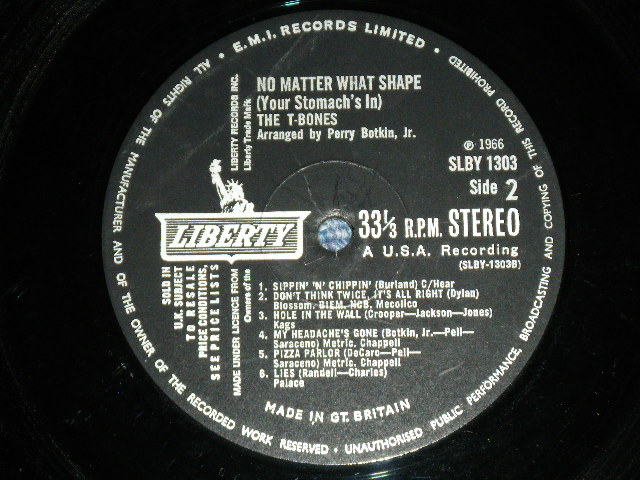 E.M.I. RECORDS LIMITED
ALL RIGHTS OF THE MANUFACTURER AND OF THE OWNER OF THE RECORDED WORK RESERVED • UNAUTHORISED PUBLIC PERFORMANCE, BROADCASTING AND COPYING OF THIS RECORD PROHIBITED
NO MATTER WHAT SHAPE
(Your Stomach's In)
THE T-BONES
Arranged by Perry Botkin, Jr.
LIBERTY RECORDS INC.
Liberty Trade Mark
℗ 1966
SLBY 1303
Side 2
LIBERTY
33⅓ R.P.M. STEREO
A U.S.A. Recording
(SLBY-1303B)
SOLD IN
U.K. SUBJECT
TO RESALE
PRICE CONDITIONS,
SEE PRICE LISTS
MADE UNDER LICENCE FROM
Owners of the
1. SIPPIN' 'N' CHIPPIN' (Burland) C/Hear
2. DON'T THINK TWICE, IT'S ALL RIGHT (Dylan)
Blossom, BIEM, NCB, Mecolico
3. HOLE IN THE WALL (Crooper—Jackson—Jones)
Kags
4. MY HEADACHE'S GONE (Botkin, Jr.—Pell—
Saraceno) Metric, Chappell
5. PIZZA PARLOR (DeCaro—Pell—
Saraceno) Metric, Chappell
6. LIES (Randell—Charles)
Palace
MADE IN GT. BRITAIN